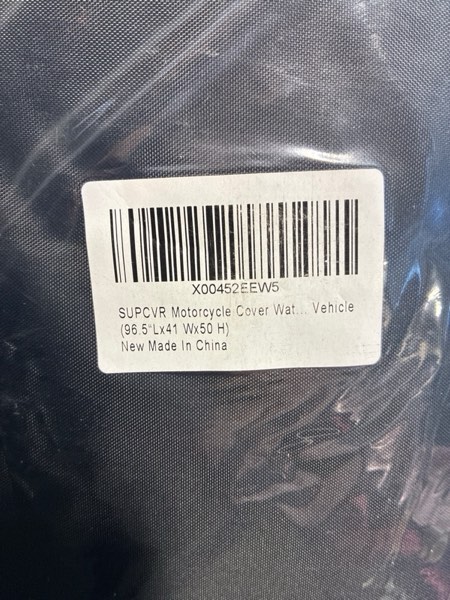 X00452EEW5
SUPCVR Motorcycle Cover Wat... Vehicle
(96.5"Lx41 Wx50 H)
New Made In China